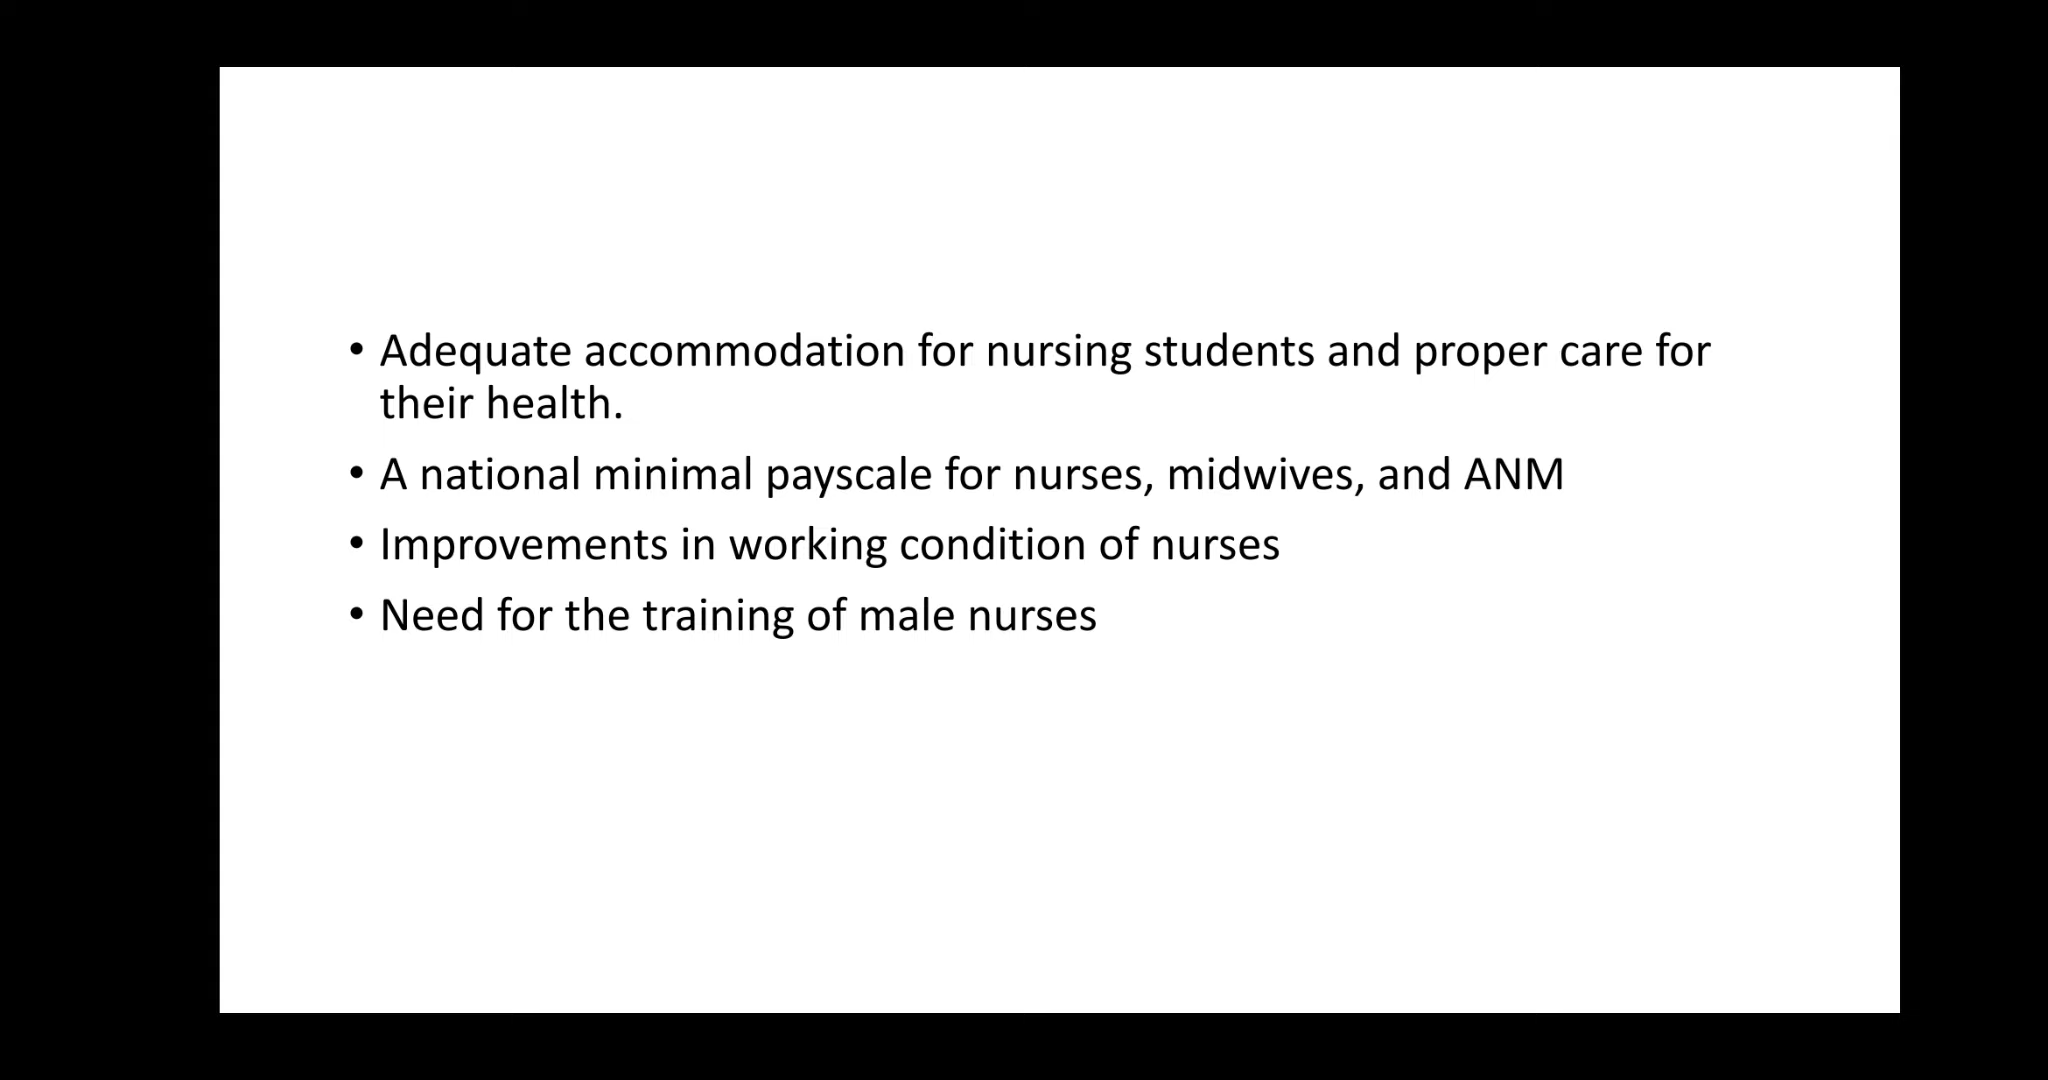 • Adequate accommodation for nursing students and proper care for
their health.
• A national minimal payscale for nurses, midwives, and ANM
• Improvements in working condition of nurses
• Need for the training of male nurses